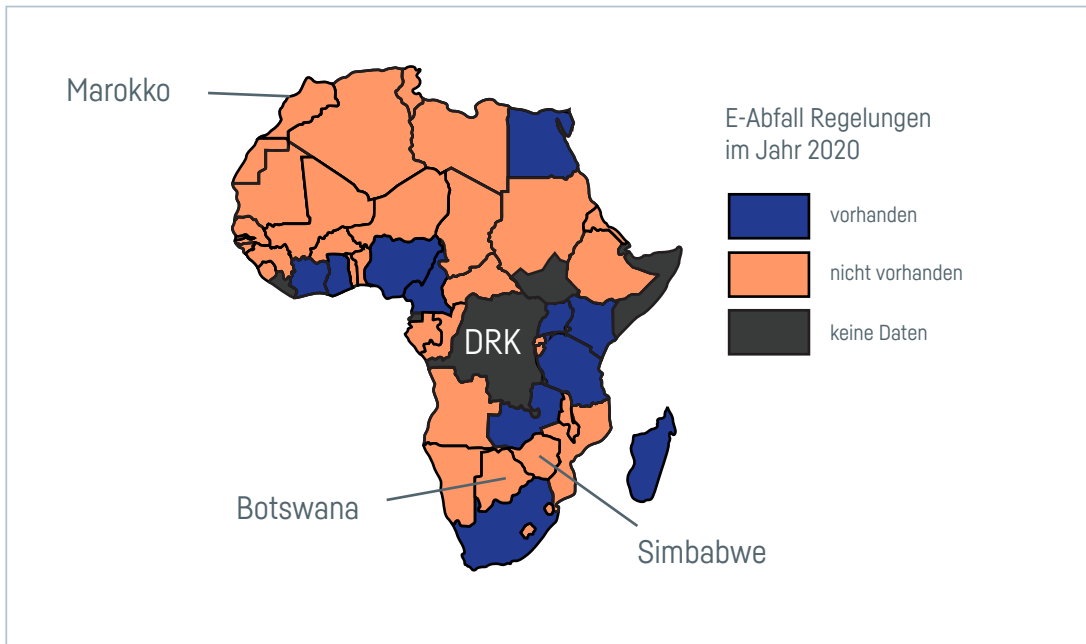 Marokko
E-Abfall Regelungen
im Jahr 2020
vorhanden
nicht vorhanden
keine Daten
DRK
Botswana
Simbabwe